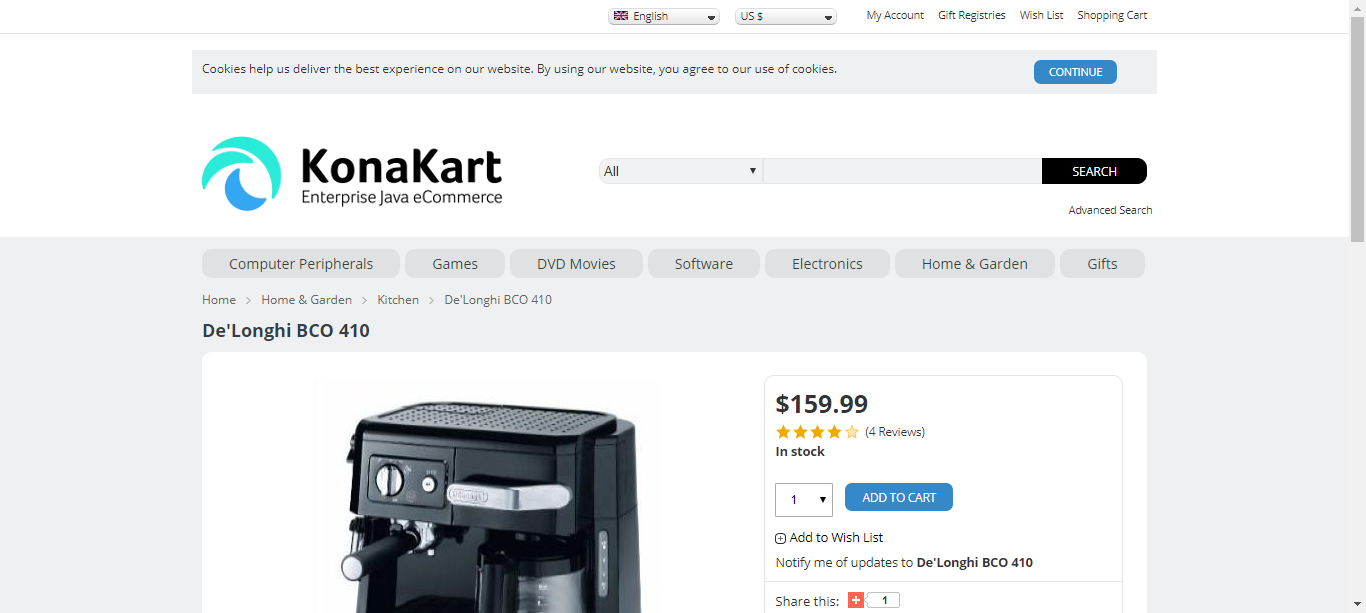 English
US $
My Account
Gift Registries
Wish List
Shopping Cart
Cookies help us deliver the best experience on our website. By using our website, you agree to our use of cookies.
CONTINUE
KonaKart
Enterprise Java eCommerce
All
SEARCH
Advanced Search
Computer Peripherals
Games
DVD Movies
Software
Electronics
Home & Garden
Gifts
Home > Home & Garden > Kitchen > De'Longhi BCO 410
De'Longhi BCO 410
$159.99
(4 Reviews)
In stock
1
ADD TO CART
Add to Wish List
Notify me of updates to De'Longhi BCO 410
Share this:
1
DeLonghi